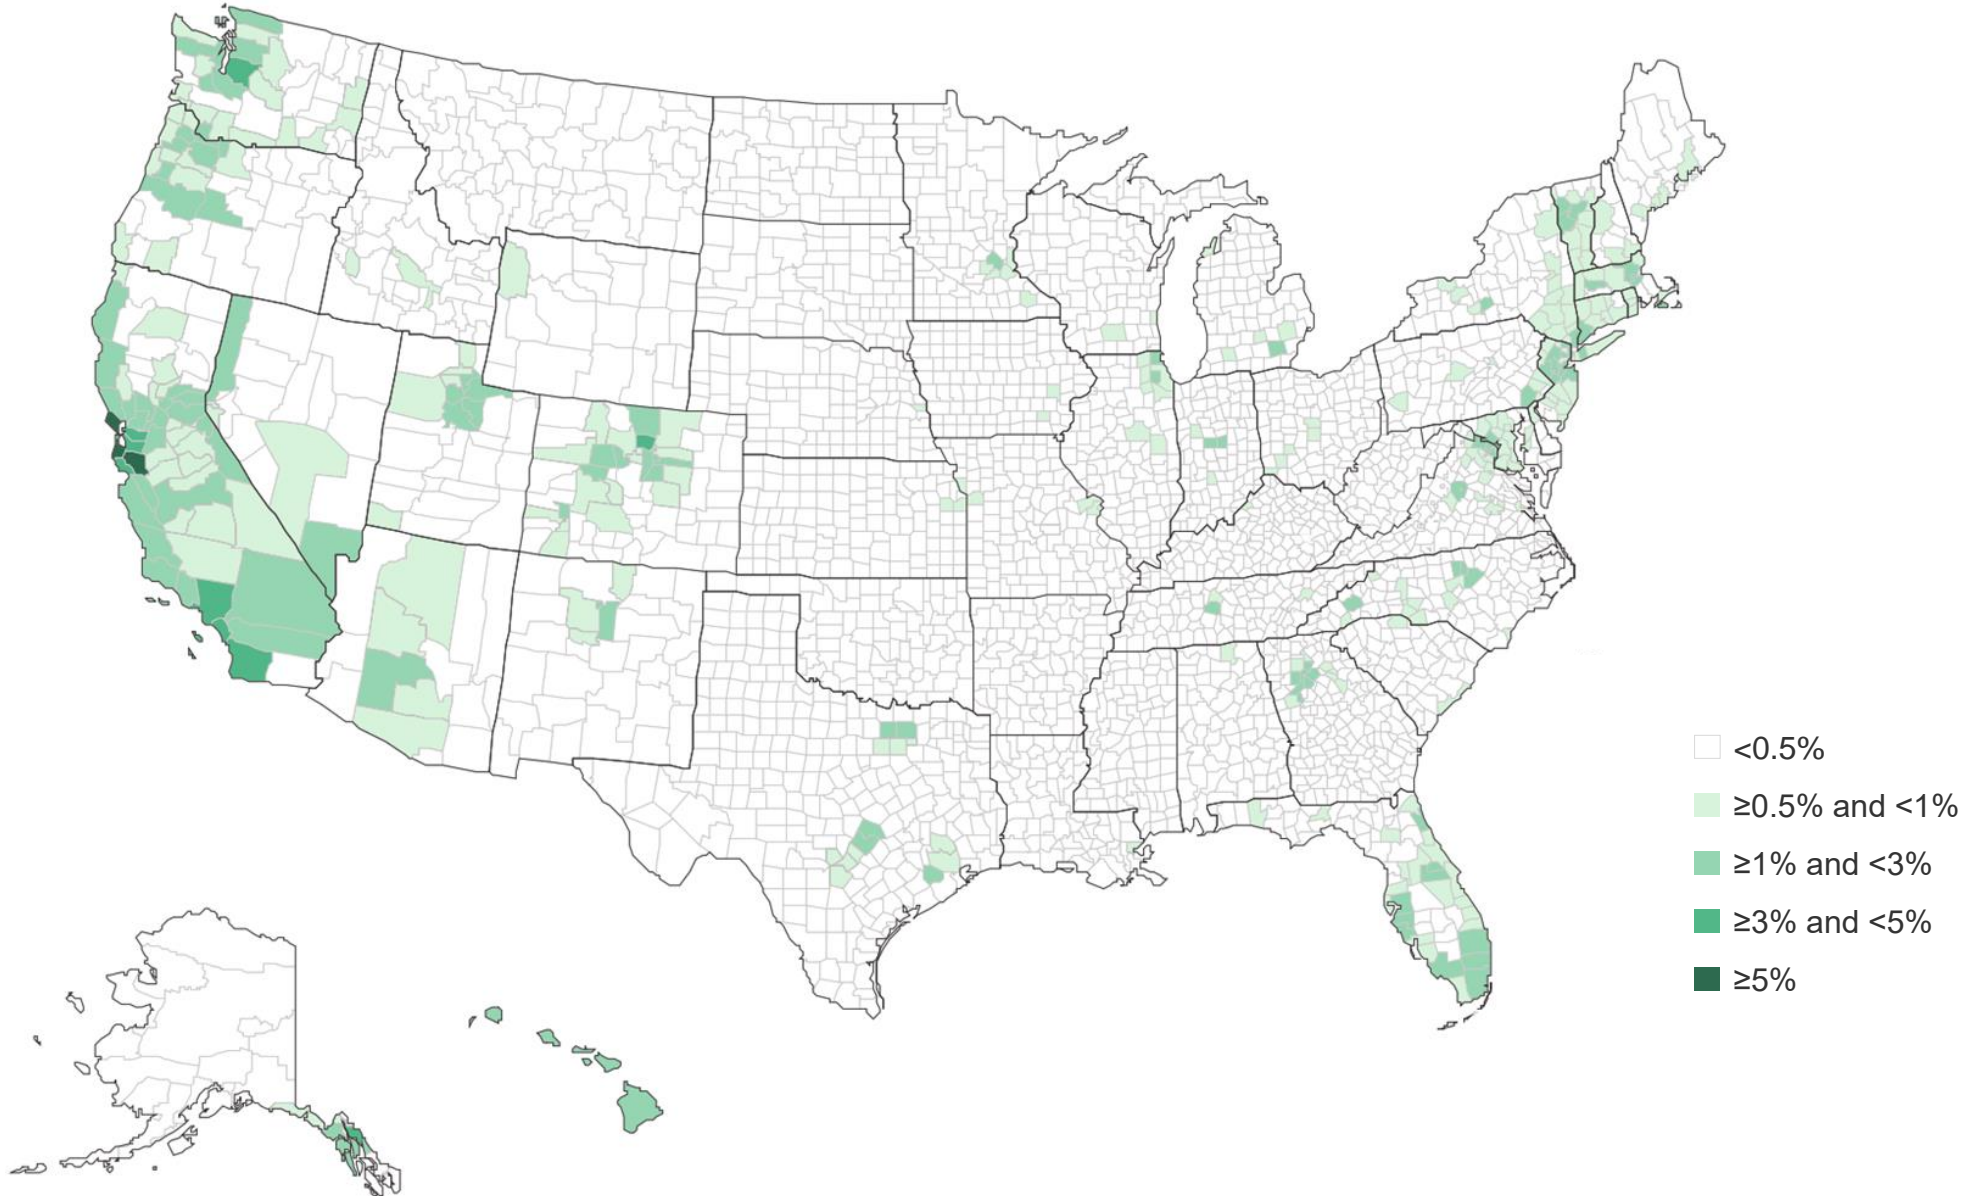 <0.5%
≥0.5% and <1%
≥1% and <3%
≥3% and <5%
≥5%